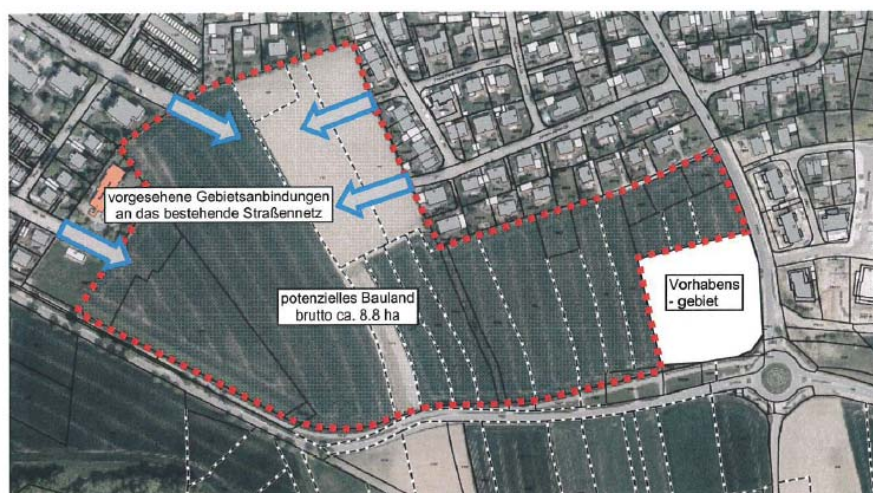 vorgesehene Gebietsanbindungen
an das bestehende Straßennetz
potenzielles Bauland
brutto ca. 8.8 ha
Vorhabens
- gebiet